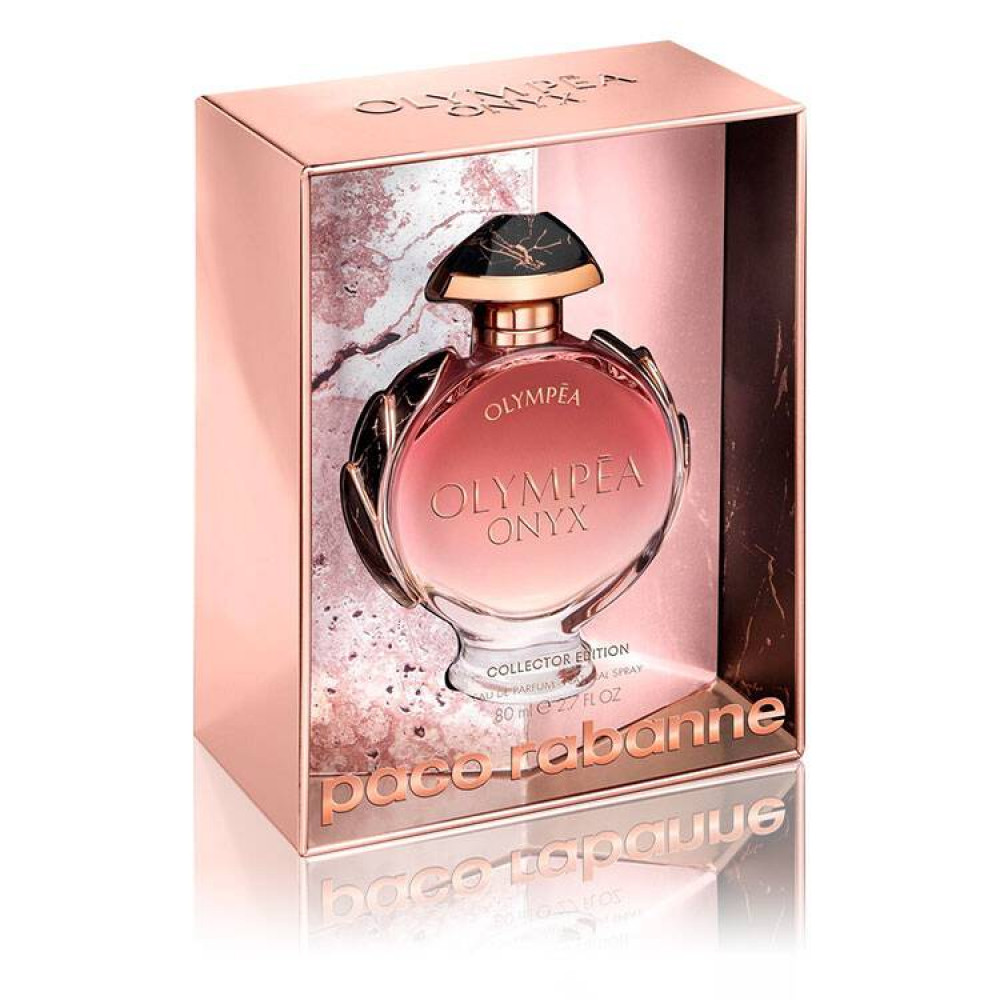 OLYMPĒA
ONYX
OLYMPĒA
OLYMPĒA
ONYX
COLLECTOR EDITION
EAU DE PARFUM - NATURAL SPRAY
80 ml ℮ 2.7 FL OZ
paco rabanne